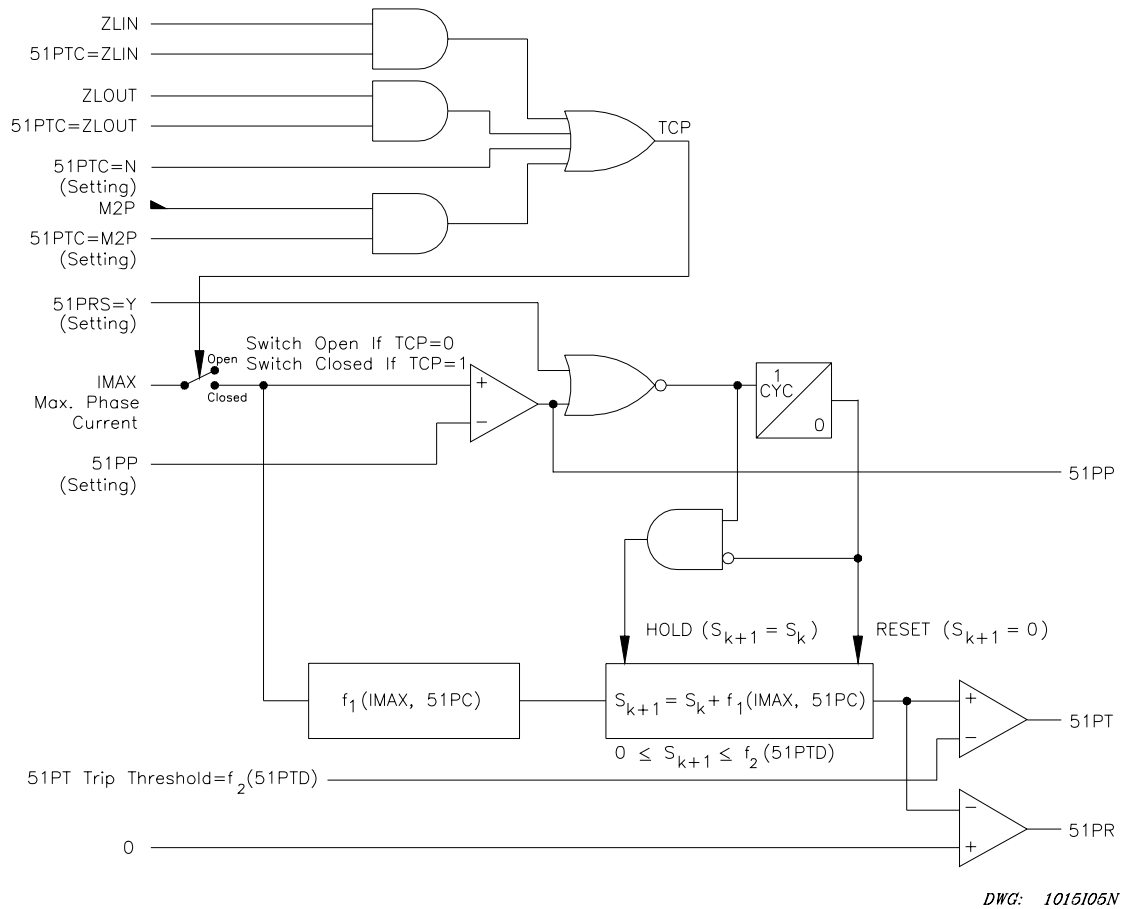 ZLIN
51PTC=ZLIN
ZLOUT
51PTC=ZLOUT
51PTC=N
(Setting)
M2P
51PTC=M2P
(Setting)
TCP
51PRS=Y
(Setting)
Switch Open If TCP=0
Switch Closed If TCP=1
Open
Closed
IMAX
Max. Phase
Current
+
−
1
CYC
0
51PP
(Setting)
51PP
HOLD (S_{k+1} = S_k)
RESET (S_{k+1} = 0)
f_1(IMAX, 51PC)
S_{k+1} = S_k + f_1(IMAX, 51PC)
0 ≤ S_{k+1} ≤ f_2(51PTD)
+
−
51PT
51PT Trip Threshold=f_2(51PTD)
−
+
51PR
0
DWG: 1015I05N